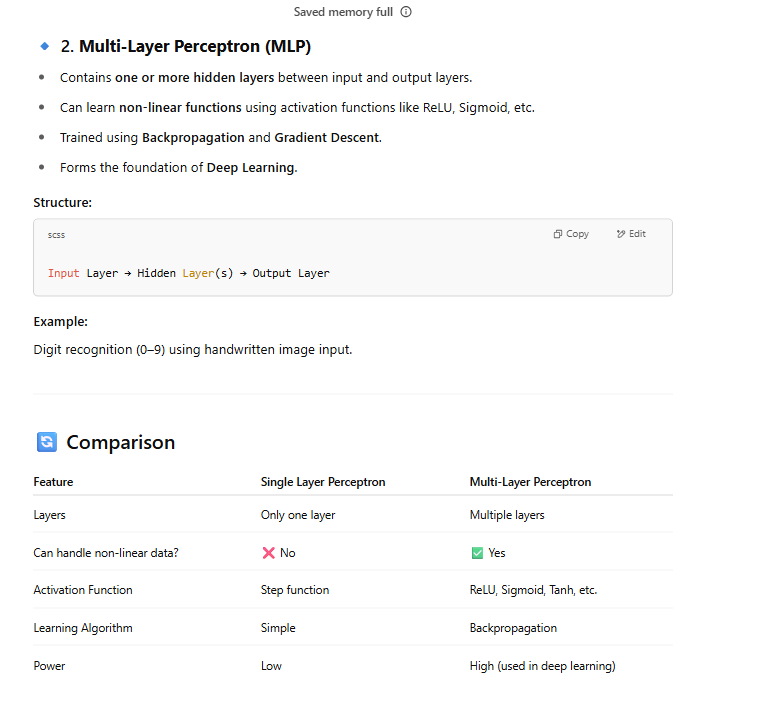 Saved memory full
2. Multi-Layer Perceptron (MLP)
Contains one or more hidden layers between input and output layers.
Can learn non-linear functions using activation functions like ReLU, Sigmoid, etc.
Trained using Backpropagation and Gradient Descent.
Forms the foundation of Deep Learning.
Structure:
scss Copy Edit
Input Layer → Hidden Layer(s) → Output Layer
Example:
Digit recognition (0–9) using handwritten image input.
Comparison
Feature Single Layer Perceptron Multi-Layer Perceptron
Layers Only one layer Multiple layers
Can handle non-linear data? ❌ No ✅ Yes
Activation Function Step function ReLU, Sigmoid, Tanh, etc.
Learning Algorithm Simple Backpropagation
Power Low High (used in deep learning)